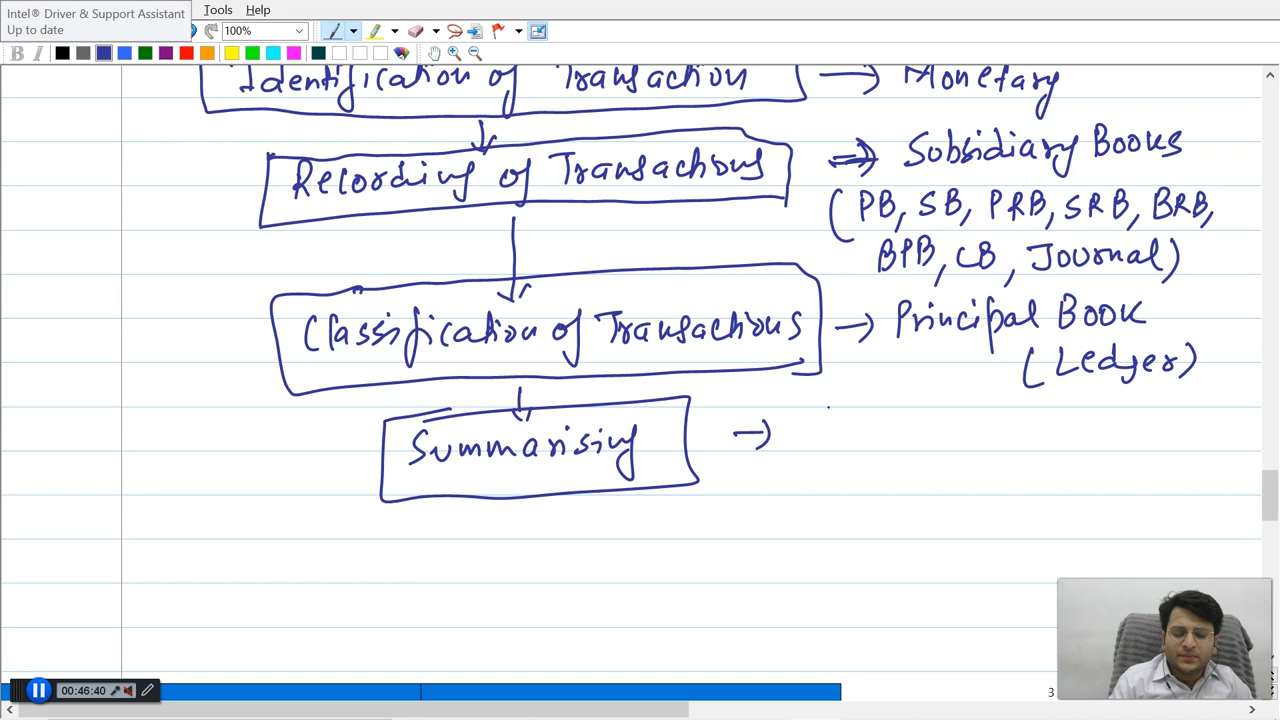 Intel® Driver & Support Assistant
Up to date
Tools Help
100%
B I
Identification of Transaction → Monetary
Recording of Transactions ⇒ Subsidiary Books
(PB, SB, PRB, SRB, BRB,
BPB, CB, Journal)
Classification of Transactions → Principal Book
(Ledger)
Summarising →
00:46:40
3